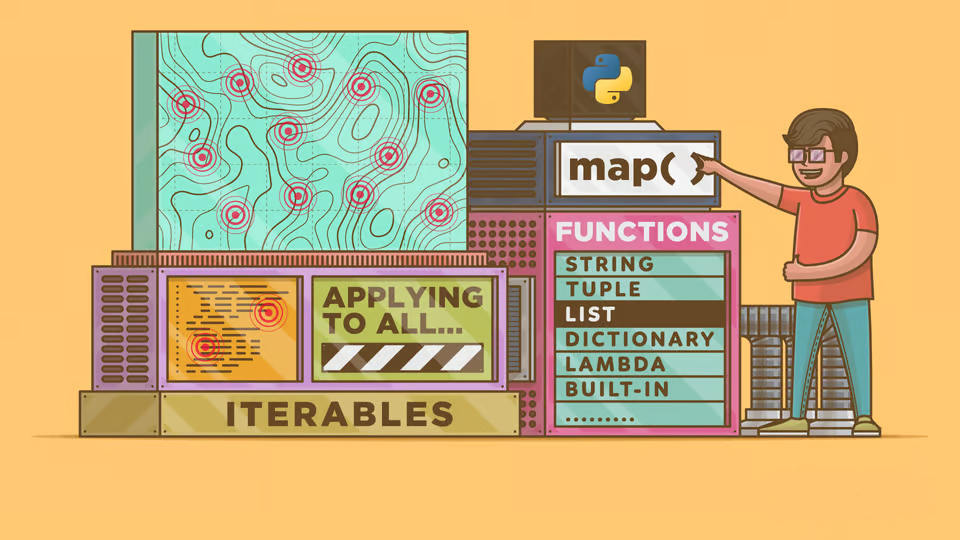 map( )
FUNCTIONS
STRING
TUPLE
LIST
DICTIONARY
LAMBDA
BUILT-IN
.........
APPLYING
TO ALL...
ITERABLES